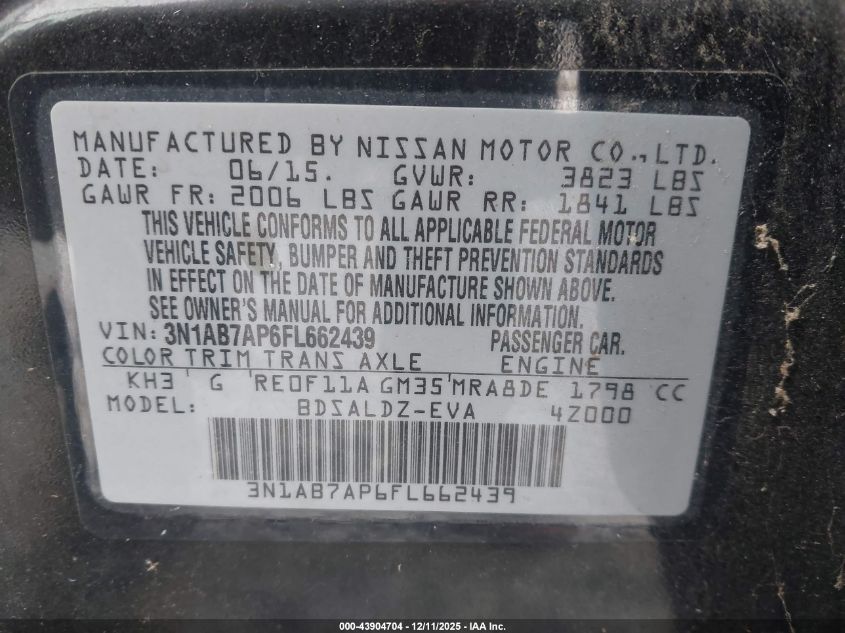 MANUFACTURED BY NISSAN MOTOR CO.,LTD.
DATE: 06/15. GVWR: 3823 LBS
GAWR FR: 2006 LBS GAWR RR: 1841 LBS
THIS VEHICLE CONFORMS TO ALL APPLICABLE FEDERAL MOTOR
VEHICLE SAFETY, BUMPER AND THEFT PREVENTION STANDARDS
IN EFFECT ON THE DATE OF MANUFACTURE SHOWN ABOVE.
SEE OWNER'S MANUAL FOR ADDITIONAL INFORMATION.
VIN: 3N1AB7AP6FL662439 PASSENGER CAR.
COLOR TRIM TRANS AXLE ENGINE
KH3 G RE0F11A GM35 MRA8DE 1798 CC
MODEL: BDSALDZ-EVA 4Z000
3N1AB7AP6FL662439
000-43904704 - 12/11/2025 - IAA Inc.